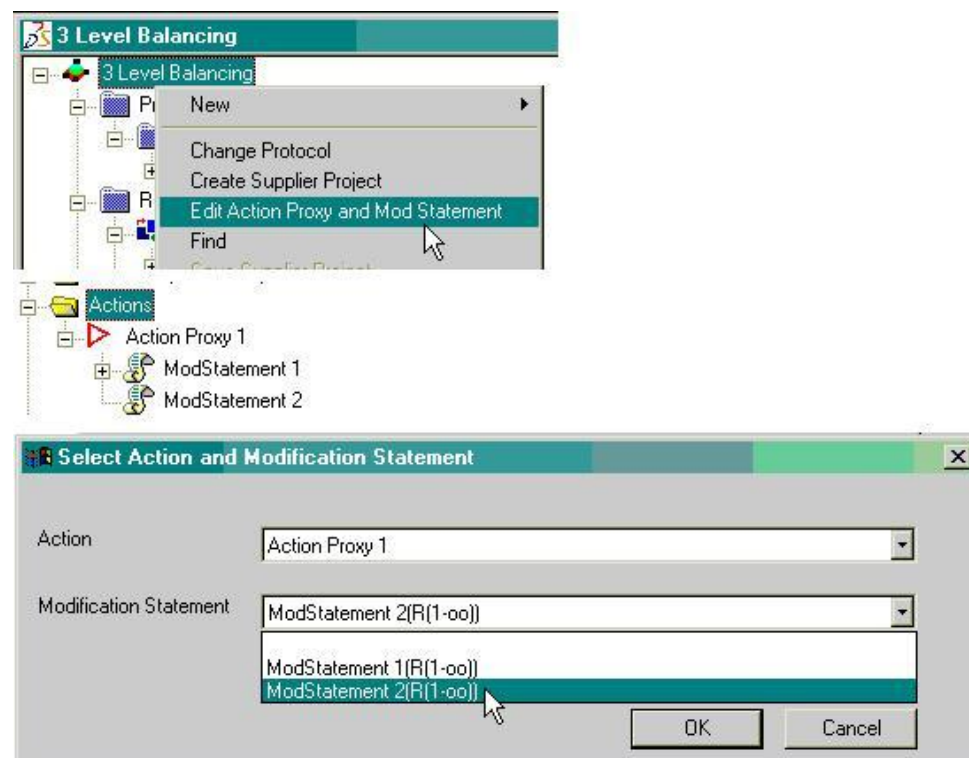 3 Level Balancing
3 Level Balancing
New
Change Protocol
Create Supplier Project
Edit Action Proxy and Mod Statement
R
Find
Actions
Action Proxy 1
ModStatement 1
ModStatement 2
Select Action and Modification Statement
Action
Action Proxy 1
Modification Statement
ModStatement 2(R(1-oo))
ModStatement 1(R(1-oo))
ModStatement 2(R(1-oo))
OK
Cancel